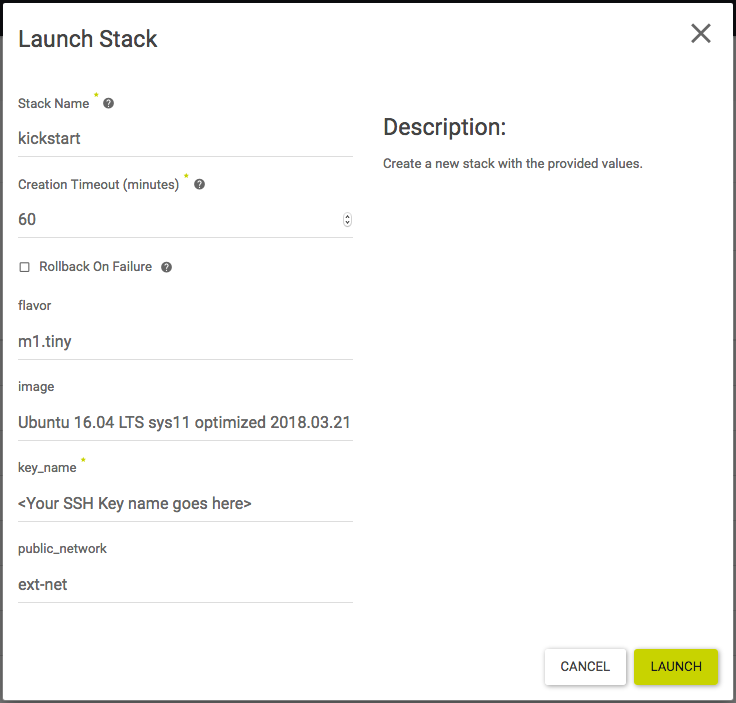 Launch Stack
Stack Name *
kickstart
Creation Timeout (minutes) *
60
Rollback On Failure
flavor
m1.tiny
image
Ubuntu 16.04 LTS sys11 optimized 2018.03.21
key_name *
<Your SSH Key name goes here>
public_network
ext-net
Description:
Create a new stack with the provided values.
CANCEL
LAUNCH